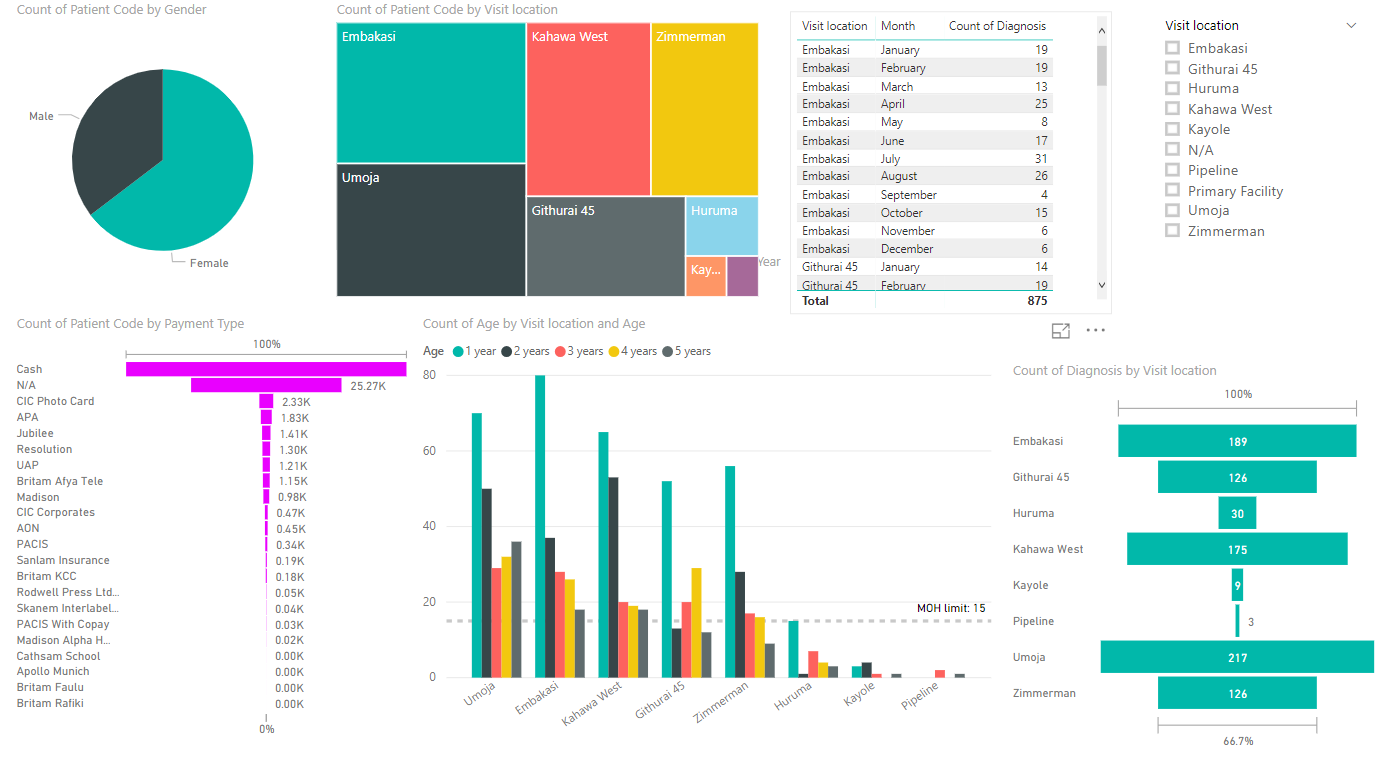 Count of Patient Code by Gender
Male
Female
Count of Patient Code by Visit location
Embakasi
Kahawa West
Zimmerman
Umoja
Githurai 45
Huruma
Kay...
Year
Visit location Month Count of Diagnosis
Embakasi January 19
Embakasi February 19
Embakasi March 13
Embakasi April 25
Embakasi May 8
Embakasi June 17
Embakasi July 31
Embakasi August 26
Embakasi September 4
Embakasi October 15
Embakasi November 6
Embakasi December 6
Githurai 45 January 14
Githurai 45 February 19
Total 875
Visit location
Embakasi
Githurai 45
Huruma
Kahawa West
Kayole
N/A
Pipeline
Primary Facility
Umoja
Zimmerman
Count of Patient Code by Payment Type
100%
Cash
N/A 25.27K
CIC Photo Card 2.33K
APA 1.83K
Jubilee 1.41K
Resolution 1.30K
UAP 1.21K
Britam Afya Tele 1.15K
Madison 0.98K
CIC Corporates 0.47K
AON 0.45K
PACIS 0.34K
Sanlam Insurance 0.19K
Britam KCC 0.18K
Rodwell Press Ltd... 0.05K
Skanem Interlabel... 0.04K
PACIS With Copay 0.03K
Madison Alpha H... 0.02K
Cathsam School 0.00K
Apollo Munich 0.00K
Britam Faulu 0.00K
Britam Rafiki 0.00K
0%
Count of Age by Visit location and Age
Age 1 year 2 years 3 years 4 years 5 years
80
60
40
20
0
MOH limit: 15
Umoja
Embakasi
Kahawa West
Githurai 45
Zimmerman
Huruma
Kayole
Pipeline
Count of Diagnosis by Visit location
100%
Embakasi 189
Githurai 45 126
Huruma 30
Kahawa West 175
Kayole 9
Pipeline 3
Umoja 217
Zimmerman 126
66.7%